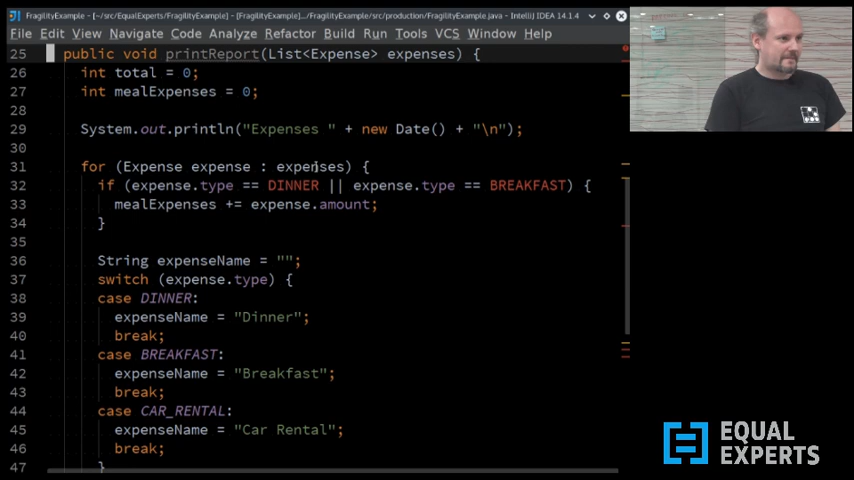 FragilityExample - [~/src/EqualExperts/FragilityExample] - [FragilityExample] .../FragilityExample/src/production/FragilityExample.java - IntelliJ IDEA 14.1.4
File Edit View Navigate Code Analyze Refactor Build Run Tools VCS Window Help
25 public void printReport(List<Expense> expenses) {
26 int total = 0;
27 int mealExpenses = 0;
28
29 System.out.println("Expenses " + new Date() + "\n");
30
31 for (Expense expense : expenses) {
32 if (expense.type == DINNER || expense.type == BREAKFAST) {
33 mealExpenses += expense.amount;
34 }
35
36 String expenseName = "";
37 switch (expense.type) {
38 case DINNER:
39 expenseName = "Dinner";
40 break;
41 case BREAKFAST:
42 expenseName = "Breakfast";
43 break;
44 case CAR_RENTAL:
45 expenseName = "Car Rental";
46 break;
47 }
EQUAL
EXPERTS